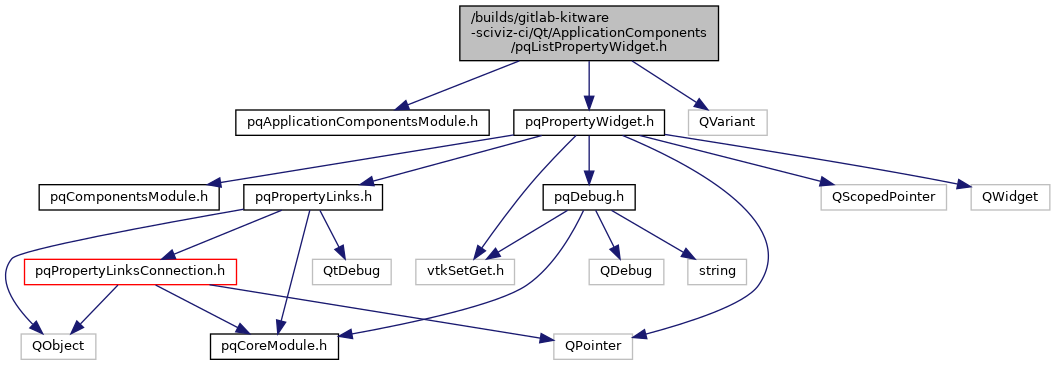 /builds/gitlab-kitware
-sciviz-ci/Qt/ApplicationComponents
/pqListPropertyWidget.h
pqApplicationComponentsModule.h
pqPropertyWidget.h
QVariant
pqComponentsModule.h
pqPropertyLinks.h
pqDebug.h
QScopedPointer
QWidget
pqPropertyLinksConnection.h
QtDebug
vtkSetGet.h
QDebug
string
QObject
pqCoreModule.h
QPointer